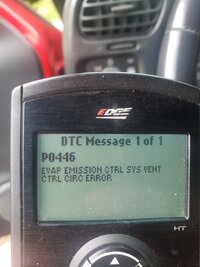 EDGE
DTC Message 1 of 1
P0446
EVAP EMISSION CTRL SYS VENT
CTRL CIRC ERROR
HT